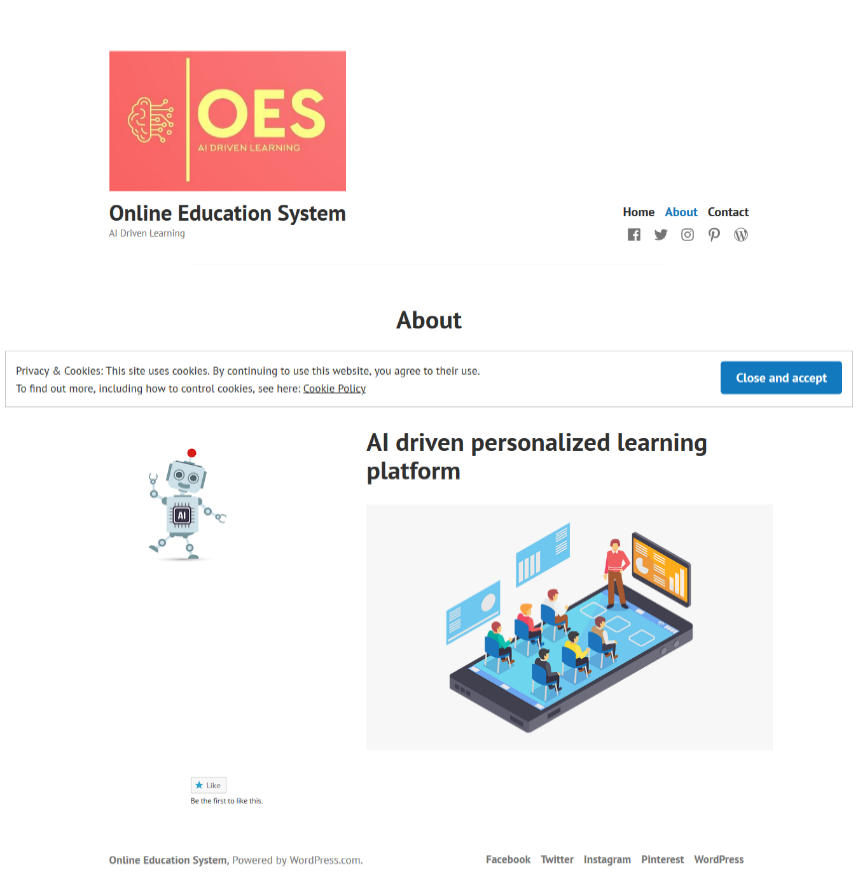 OES
AI DRIVEN LEARNING
Online Education System
AI Driven Learning
Home About Contact
About
Privacy & Cookies: This site uses cookies. By continuing to use this website, you agree to their use.
To find out more, including how to control cookies, see here: Cookie Policy
Close and accept
AI driven personalized learning
platform
AI
Like
Be the first to like this.
Online Education System, Powered by WordPress.com.
Facebook Twitter Instagram Pinterest WordPress